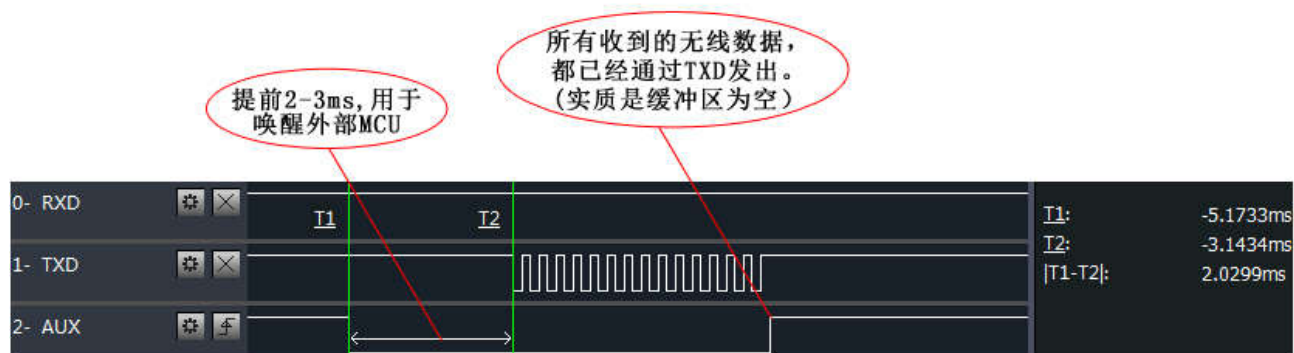 所有收到的无线数据，
都已经通过TXD发出。
(实质是缓冲区为空)
提前2-3ms,用于
唤醒外部MCU
0- RXD
T1
T2
T1: -5.1733ms
T2: -3.1434ms
|T1-T2|: 2.0299ms
1- TXD
2- AUX